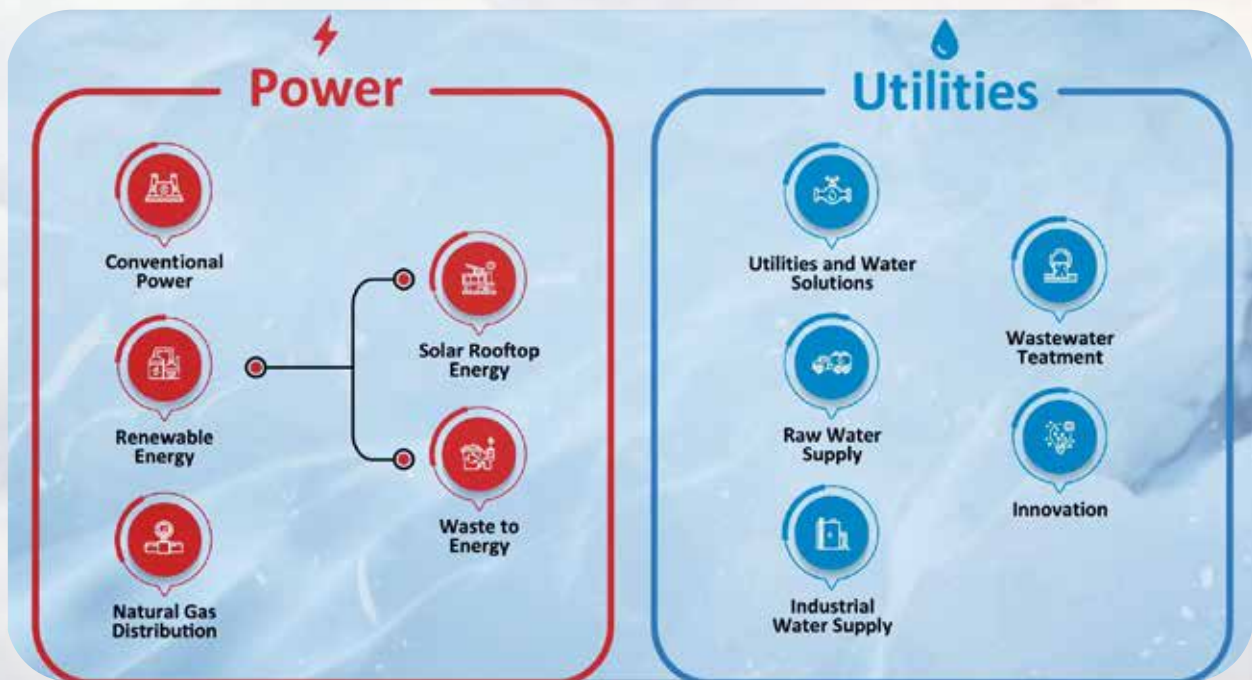 Power
Conventional
Power
Renewable
Energy
Natural Gas
Distribution
Solar Rooftop
Energy
Waste to
Energy
Utilities
Utilities and Water
Solutions
Raw Water
Supply
Industrial
Water Supply
Wastewater
Teatment
Innovation